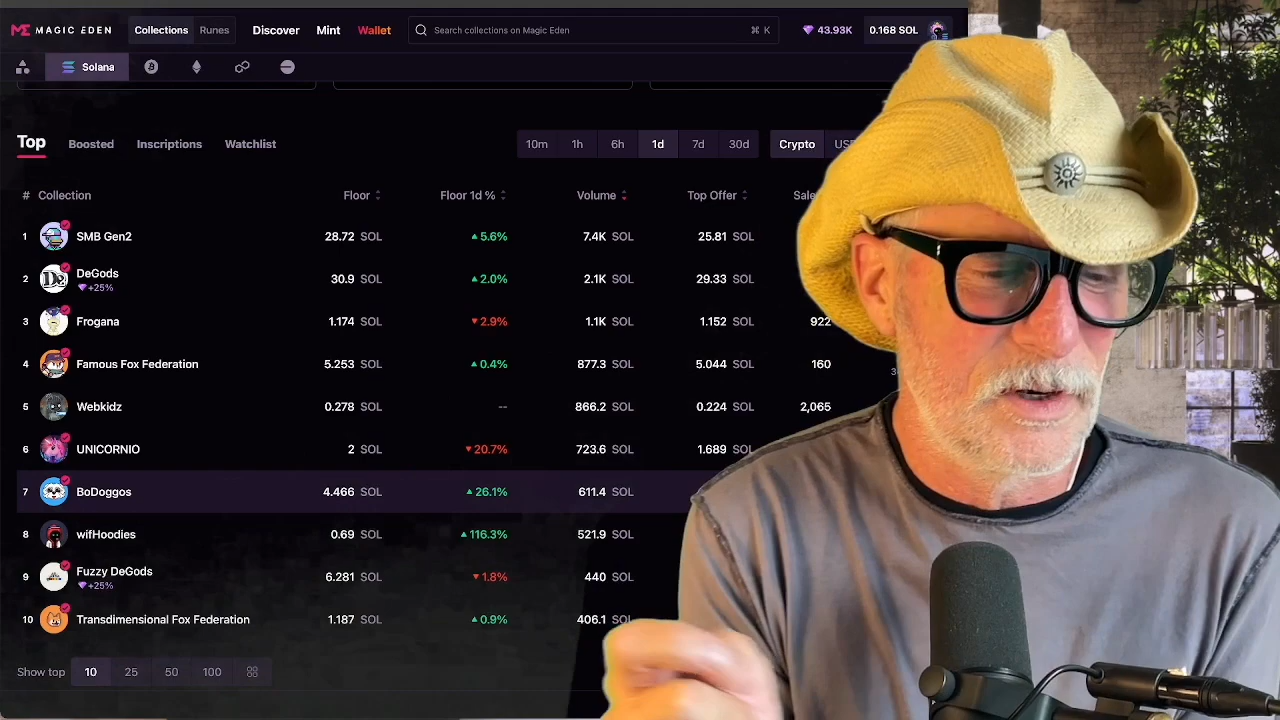 MAGIC EDEN Collections Runes Discover Mint Wallet Search collections on Magic Eden ⌘ K 43.93K 0.168 SOL
Solana
Top Boosted Inscriptions Watchlist 10m 1h 6h 1d 7d 30d Crypto
# Collection Floor Floor 1d % Volume Top Offer
1 SMB Gen2 28.72 SOL 5.6% 7.4K SOL 25.81 SOL
2 DeGods +25% 30.9 SOL 2.0% 2.1K SOL 29.33 SOL
3 Frogana 1.174 SOL 2.9% 1.1K SOL 1.152 SOL 922
4 Famous Fox Federation 5.253 SOL 0.4% 877.3 SOL 5.044 SOL 160
5 Webkidz 0.278 SOL -- 866.2 SOL 0.224 SOL 2,065
6 UNICORNIO 2 SOL 20.7% 723.6 SOL 1.689 SOL
7 BoDoggos 4.466 SOL 26.1% 611.4 SOL
8 wifHoodies 0.69 SOL 116.3% 521.9 SOL
9 Fuzzy DeGods +25% 6.281 SOL 1.8% 440 SOL
10 Transdimensional Fox Federation 1.187 SOL 0.9% 406.1 SOL
Show top 10 25 50 100